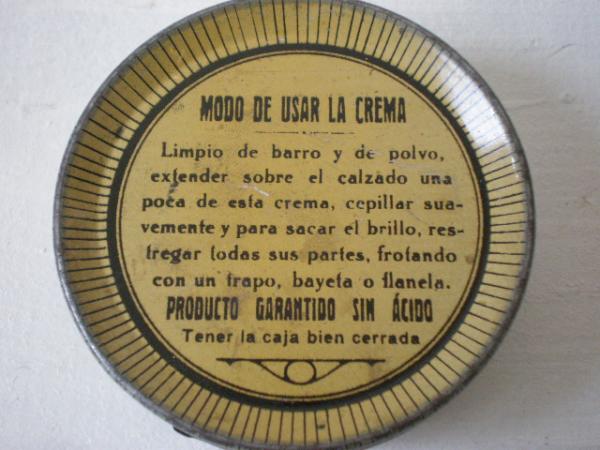 MODO DE USAR LA CREMA
Limpio de barro y de polvo,
extender sobre el calzado una
poca de esta crema, cepillar sua-
vemente y para sacar el brillo, res-
tregar todas sus partes, frotando
con un trapo, bayeta o flanela.
PRODUCTO GARANTIDO SIN ÁCIDO
Tener la caja bien cerrada